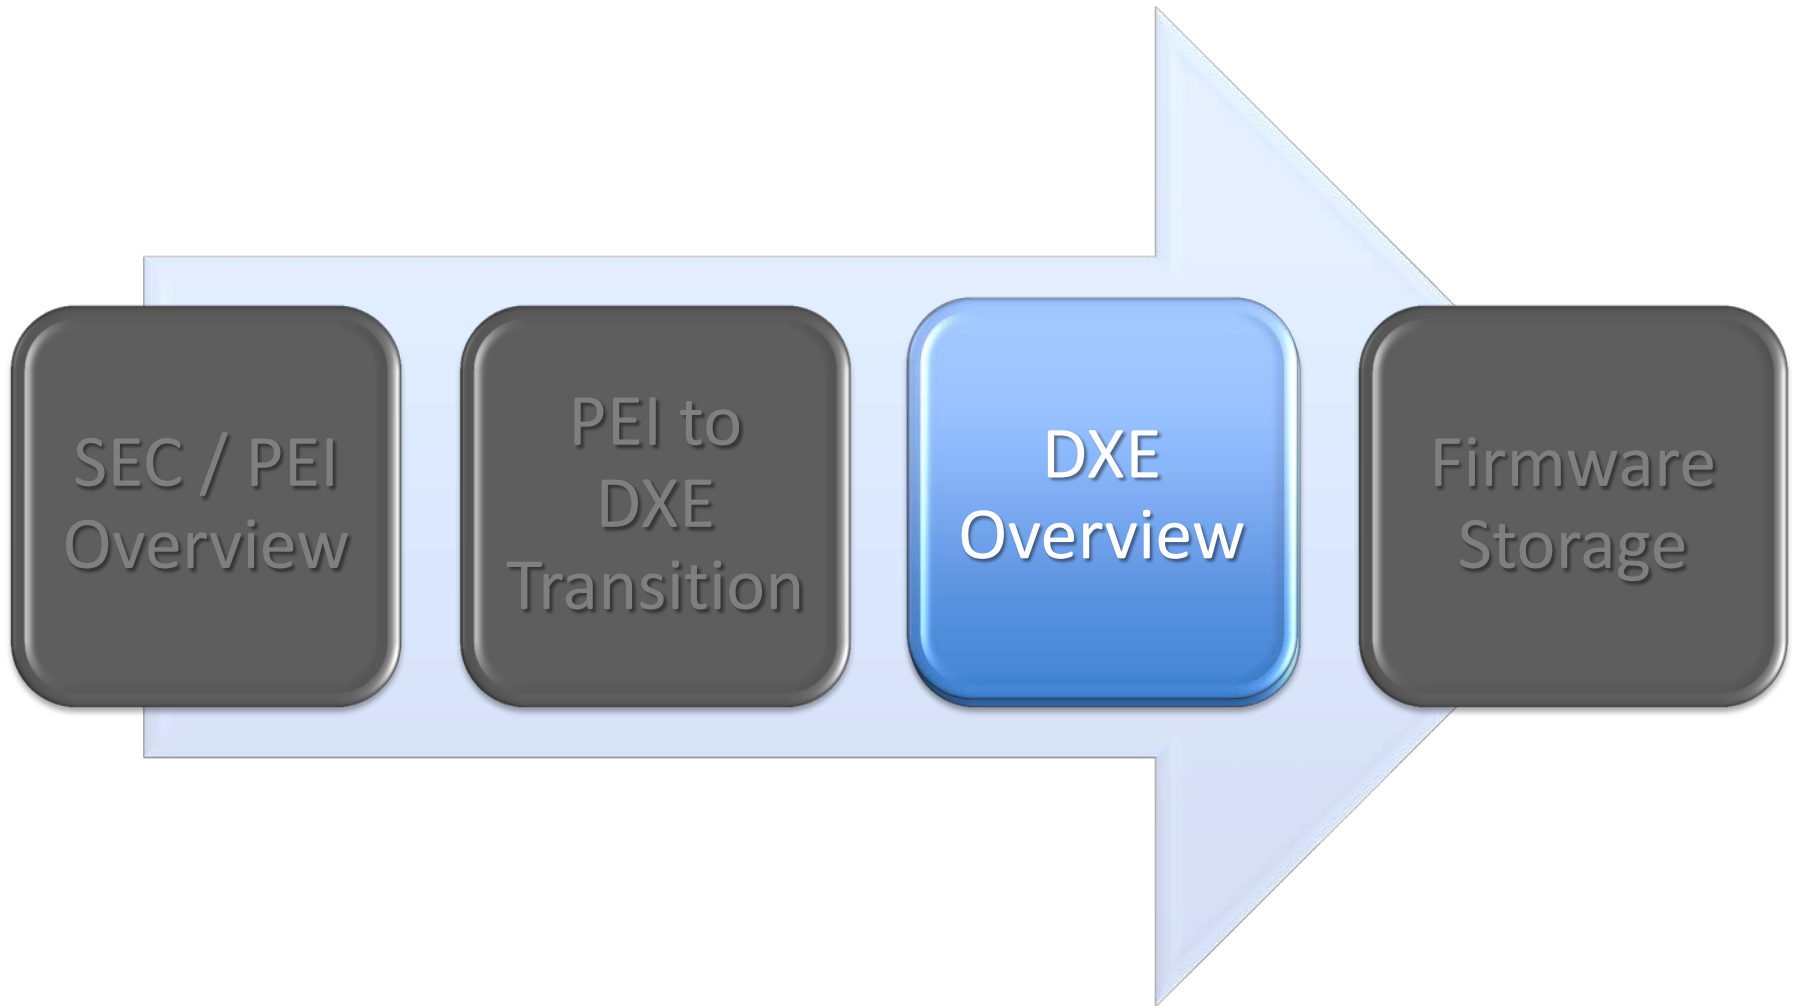 SEC / PEI
Overview
PEI to
DXE
Transition
DXE
Overview
Firmware
Storage